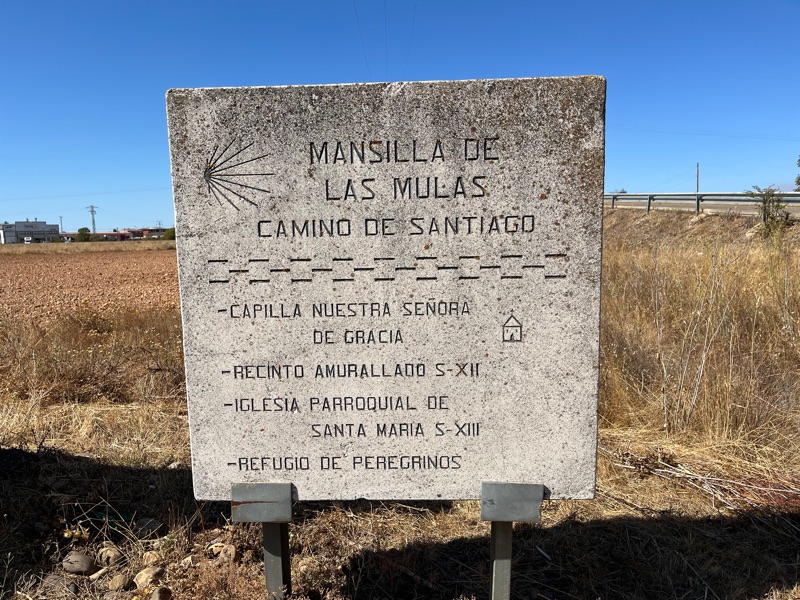 MANSILLA DE
LAS MULAS
CAMINO DE SANTIAGO
-CAPILLA NUESTRA SEÑORA
DE GRACIA
-RECINTO AMURALLADO S-XII
-IGLESIA PARROQUIAL DE
SANTA MARIA S-XIII
-REFUGIO DE PEREGRINOS